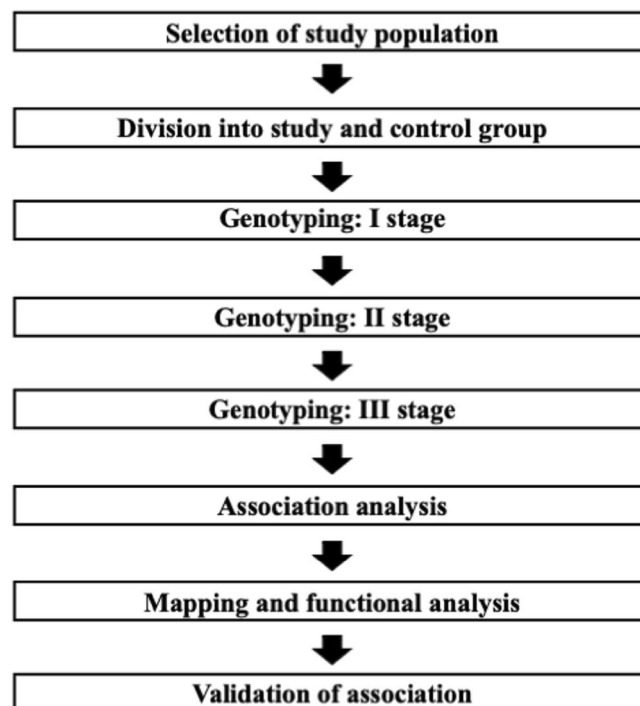 Selection of study population
Division into study and control group
Genotyping: I stage
Genotyping: II stage
Genotyping: III stage
Association analysis
Mapping and functional analysis
Validation of association